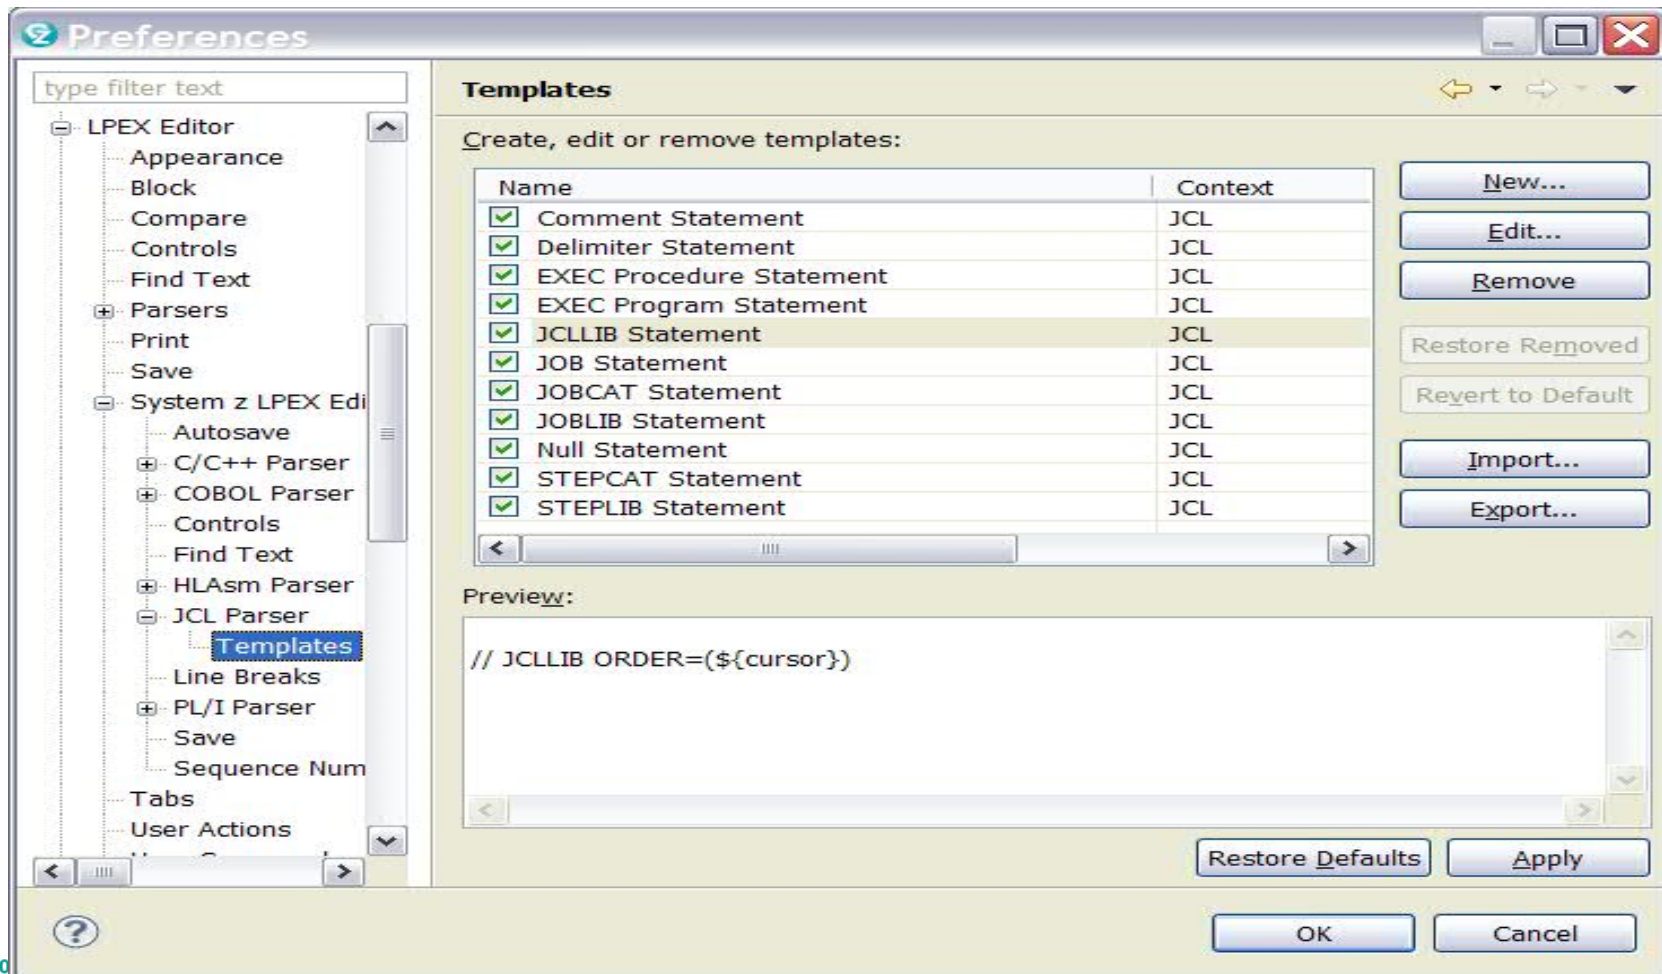 Preferences
type filter text
LPEX Editor
Appearance
Block
Compare
Controls
Find Text
Parsers
Print
Save
System z LPEX Edi
Autosave
C/C++ Parser
COBOL Parser
Controls
Find Text
HLAsm Parser
JCL Parser
Templates
Line Breaks
PL/I Parser
Save
Sequence Num
Tabs
User Actions
Templates
Create, edit or remove templates:
Name Context
Comment Statement JCL
Delimiter Statement JCL
EXEC Procedure Statement JCL
EXEC Program Statement JCL
JCLLIB Statement JCL
JOB Statement JCL
JOBCAT Statement JCL
JOBLIB Statement JCL
Null Statement JCL
STEPCAT Statement JCL
STEPLIB Statement JCL
New...
Edit...
Remove
Restore Removed
Revert to Default
Import...
Export...
Preview:
// JCLLIB ORDER=(${cursor})
Restore Defaults Apply
OK Cancel